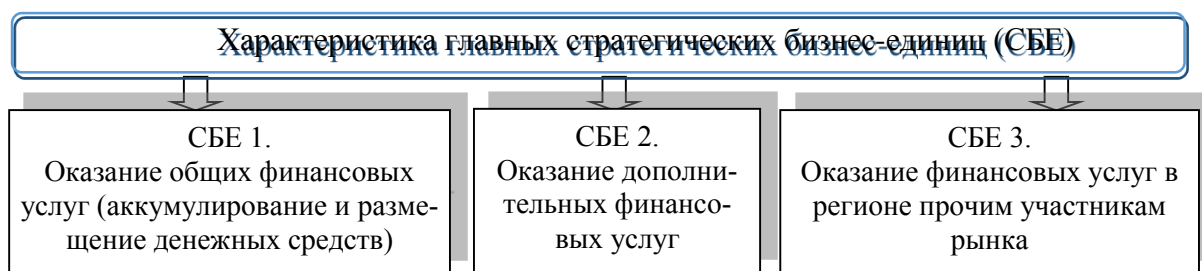 Характеристика главных стратегических бизнес-единиц (СБЕ)
СБЕ 1.
Оказание общих финансовых
услуг (аккумулирование и разме-
щение денежных средств)
СБЕ 2.
Оказание дополни-
тельных финансо-
вых услуг
СБЕ 3.
Оказание финансовых услуг в
регионе прочим участникам
рынка